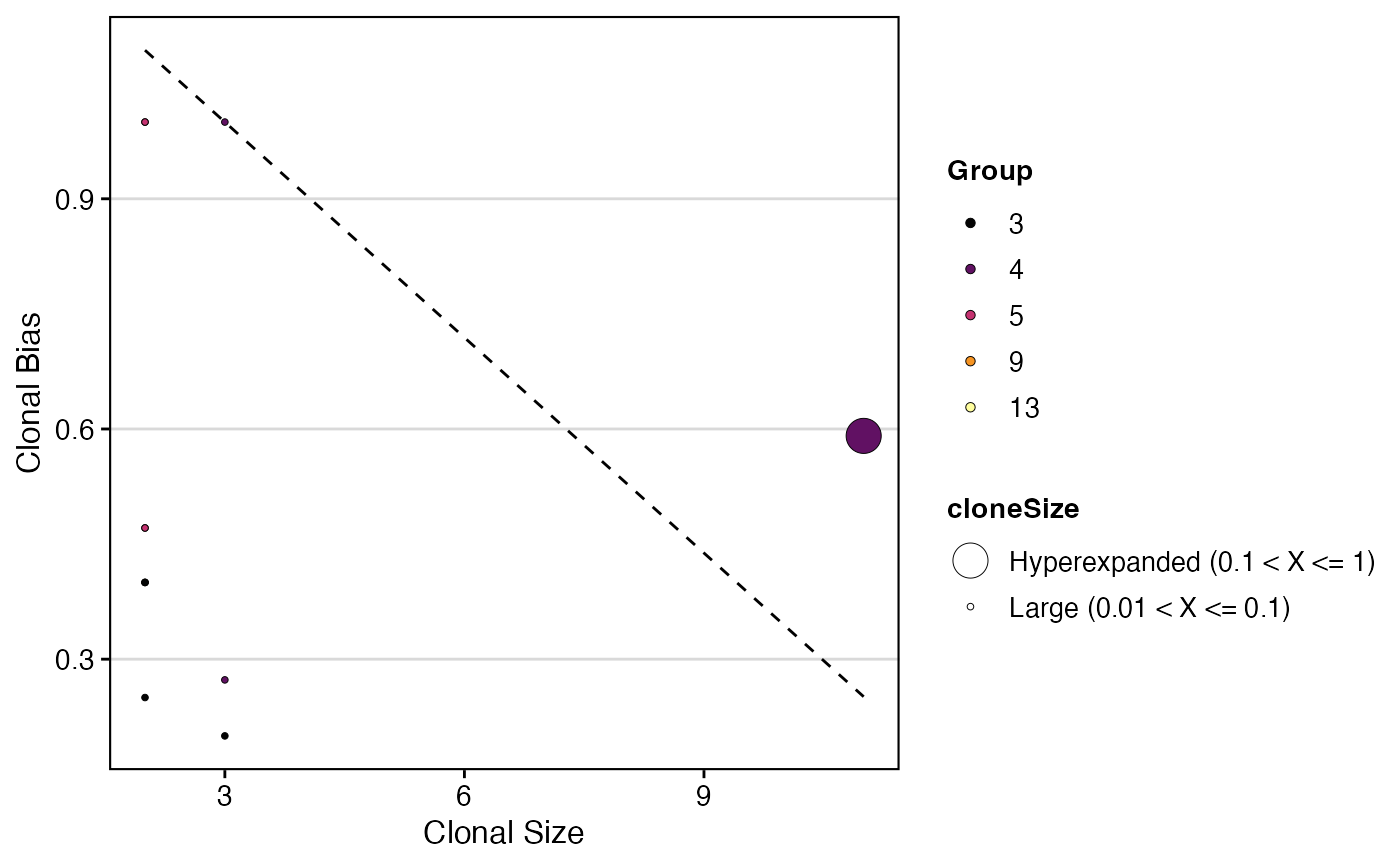 Clonal Bias
0.9
0.6
0.3
3
6
9
Clonal Size
Group
3
4
5
9
13
cloneSize
Hyperexpanded (0.1 < X <= 1)
Large (0.01 < X <= 0.1)